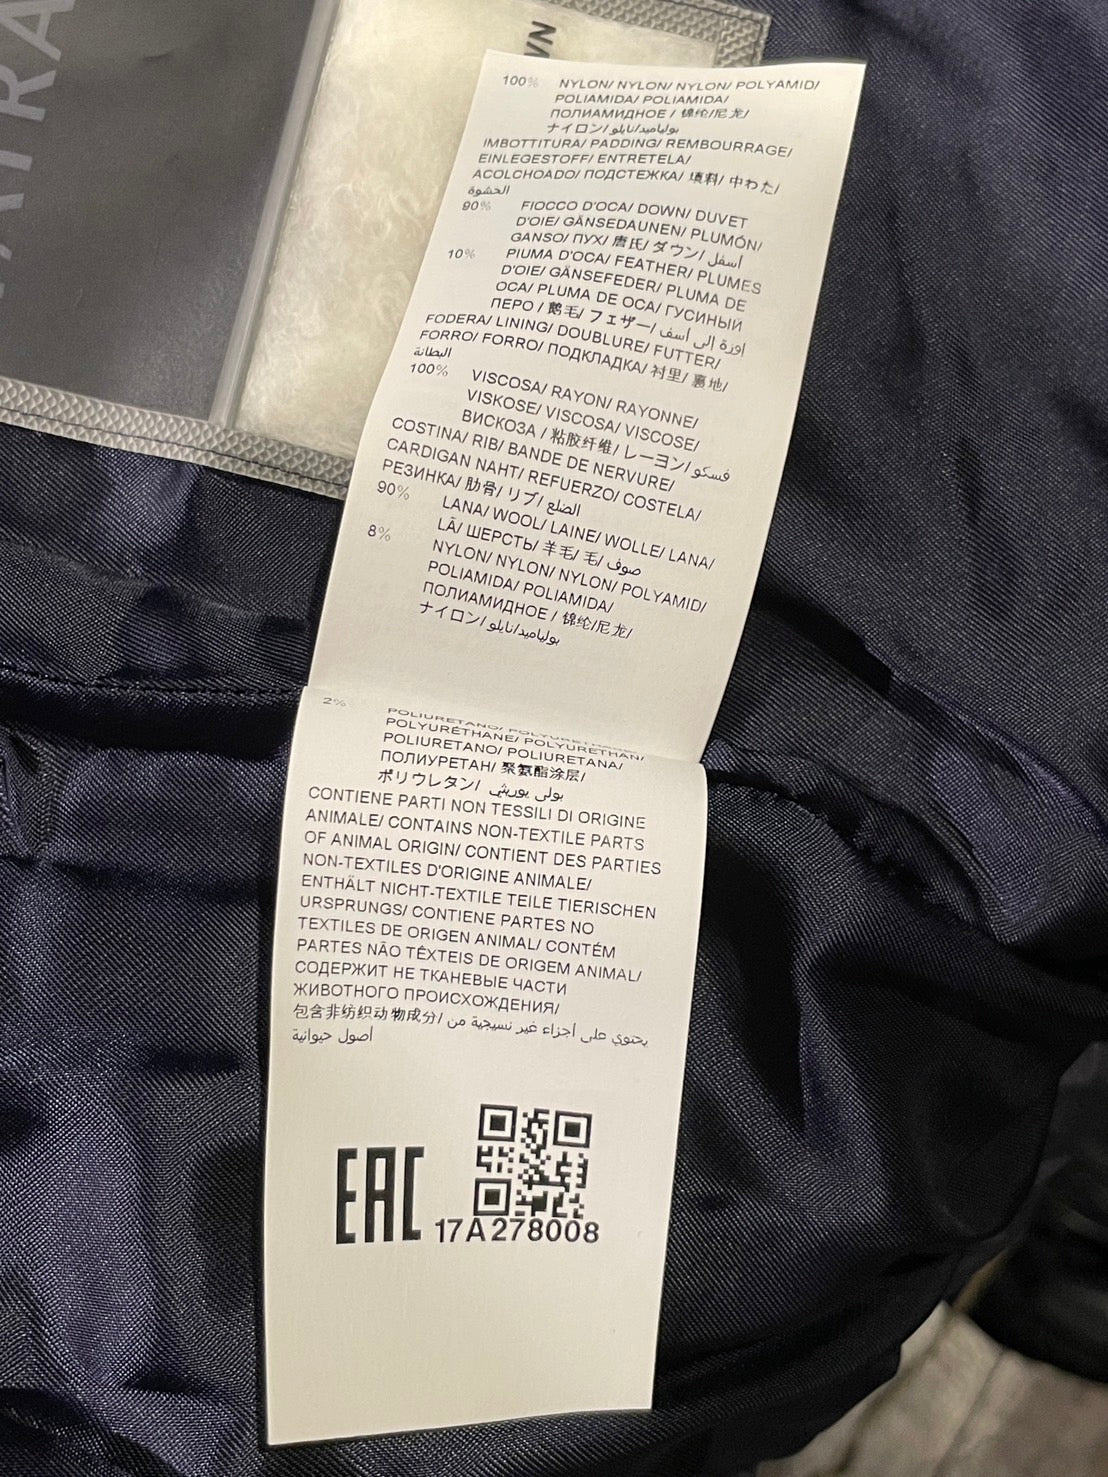 XTRA
WN
100% NYLON/ NYLON/ NYLON/ POLYAMID/
POLIAMIDA/ POLIAMIDA/
ПОЛИАМИДНОЕ / 锦纶/尼龙/
ナイロン/بولياميد/نايلو
IMBOTTITURA/ PADDING/ REMBOURRAGE/
EINLEGESTOFF/ ENTRETELA/
ACOLCHOADO/ ПОДСТЕЖКА/ 填料/ 中わた/
الحشوة
90% FIOCCO D'OCA/ DOWN/ DUVET
D'OIE/ GÄNSEDAUNEN/ PLUMÓN/
GANSO/ ПУХ/ 唐氏/ ダウン/ أسفل
10% PIUMA D'OCA/ FEATHER/ PLUMES
D'OIE/ GÄNSEFEDER/ PLUMA DE
OCA/ PLUMA DE OCA/ ГУСИНЫЙ
ПЕРО / 鹅毛/ フェザー/ اوزة إلى أسف
FODERA/ LINING/ DOUBLURE/ FUTTER/
FORRO/ FORRO/ ПОДКЛАДКА/ 衬里/ 裏地/
البطانة
100% VISCOSA/ RAYON/ RAYONNE/
VISKOSE/ VISCOSA/ VISCOSE/
ВИСКОЗА / 粘胶纤维/ レーヨン/ فسكو
COSTINA/ RIB/ BANDE DE NERVURE/
CARDIGAN NAHT/ REFUERZO/ COSTELA/
РЕЗИНКА/ 肋骨/ リブ/ الضلع
90% LANA/ WOOL/ LAINE/ WOLLE/ LANA/
LÃ/ ШЕРСТЬ/ 羊毛/ 毛/ صوف
8% NYLON/ NYLON/ NYLON/ POLYAMID/
POLIAMIDA/ POLIAMIDA/
ПОЛИАМИДНОЕ / 锦纶/尼龙/
ナイロン/بولياميد/نايلو
2% POLIURETANO/ POLYURETHANE/
POLYURÉTHANE/ POLYURETHAN/
POLIURETANO/ POLIURETANA/
ПОЛИУРЕТАН/ 聚氨酯涂层/
ポリウレタン/ بولي يوريثي
CONTIENE PARTI NON TESSILI DI ORIGINE
ANIMALE/ CONTAINS NON-TEXTILE PARTS
OF ANIMAL ORIGIN/ CONTIENT DES PARTIES
NON-TEXTILES D'ORIGINE ANIMALE/
ENTHÄLT NICHT-TEXTILE TEILE TIERISCHEN
URSPRUNGS/ CONTIENE PARTES NO
TEXTILES DE ORIGEN ANIMAL/ CONTÉM
PARTES NÃO TÊXTEIS DE ORIGEM ANIMAL/
СОДЕРЖИТ НЕ ТКАНЕВЫЕ ЧАСТИ
ЖИВОТНОГО ПРОИСХОЖДЕНИЯ/
包含非纺织动物成分/ يحتوي على أجزاء غير نسيجية من
أصول حيوانية
EAC
17A278008